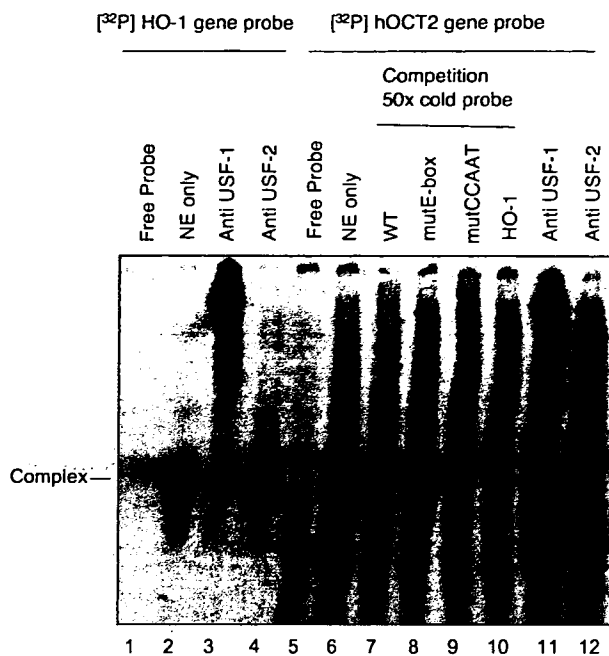 [³²P] HO-1 gene probe
[³²P] hOCT2 gene probe
Competition
50x cold probe
Free Probe
NE only
Anti USF-1
Anti USF-2
Free Probe
NE only
WT
mutE-box
mutCCAAT
HO-1
Anti USF-1
Anti USF-2
Complex
1 2 3 4 5 6 7 8 9 10 11 12